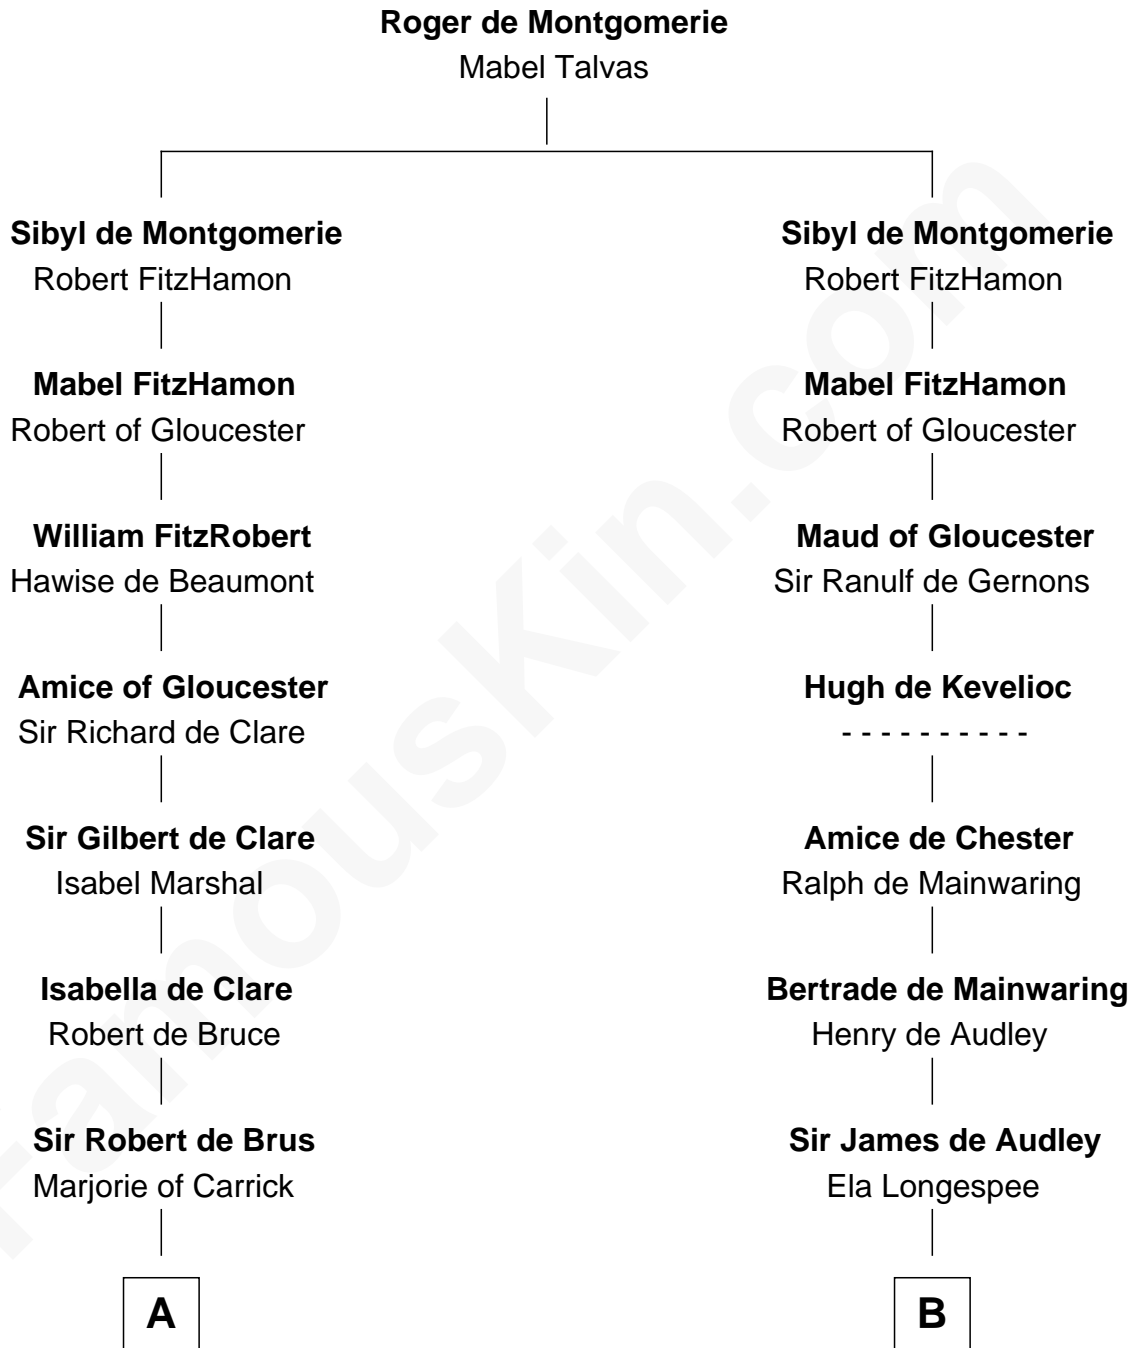 Roger de Montgomerie
Mabel Talvas
Sibyl de Montgomerie
Robert FitzHamon
Mabel FitzHamon
Robert of Gloucester
William FitzRobert
Hawise de Beaumont
Amice of Gloucester
Sir Richard de Clare
Sir Gilbert de Clare
Isabel Marshal
Isabella de Clare
Robert de Bruce
Sir Robert de Brus
Marjorie of Carrick
A
Sibyl de Montgomerie
Robert FitzHamon
Mabel FitzHamon
Robert of Gloucester
Maud of Gloucester
Sir Ranulf de Gernons
Hugh de Kevelioc
- - - - - - - - - -
Amice de Chester
Ralph de Mainwaring
Bertrade de Mainwaring
Henry de Audley
Sir James de Audley
Ela Longespee
B
FamousKin.com